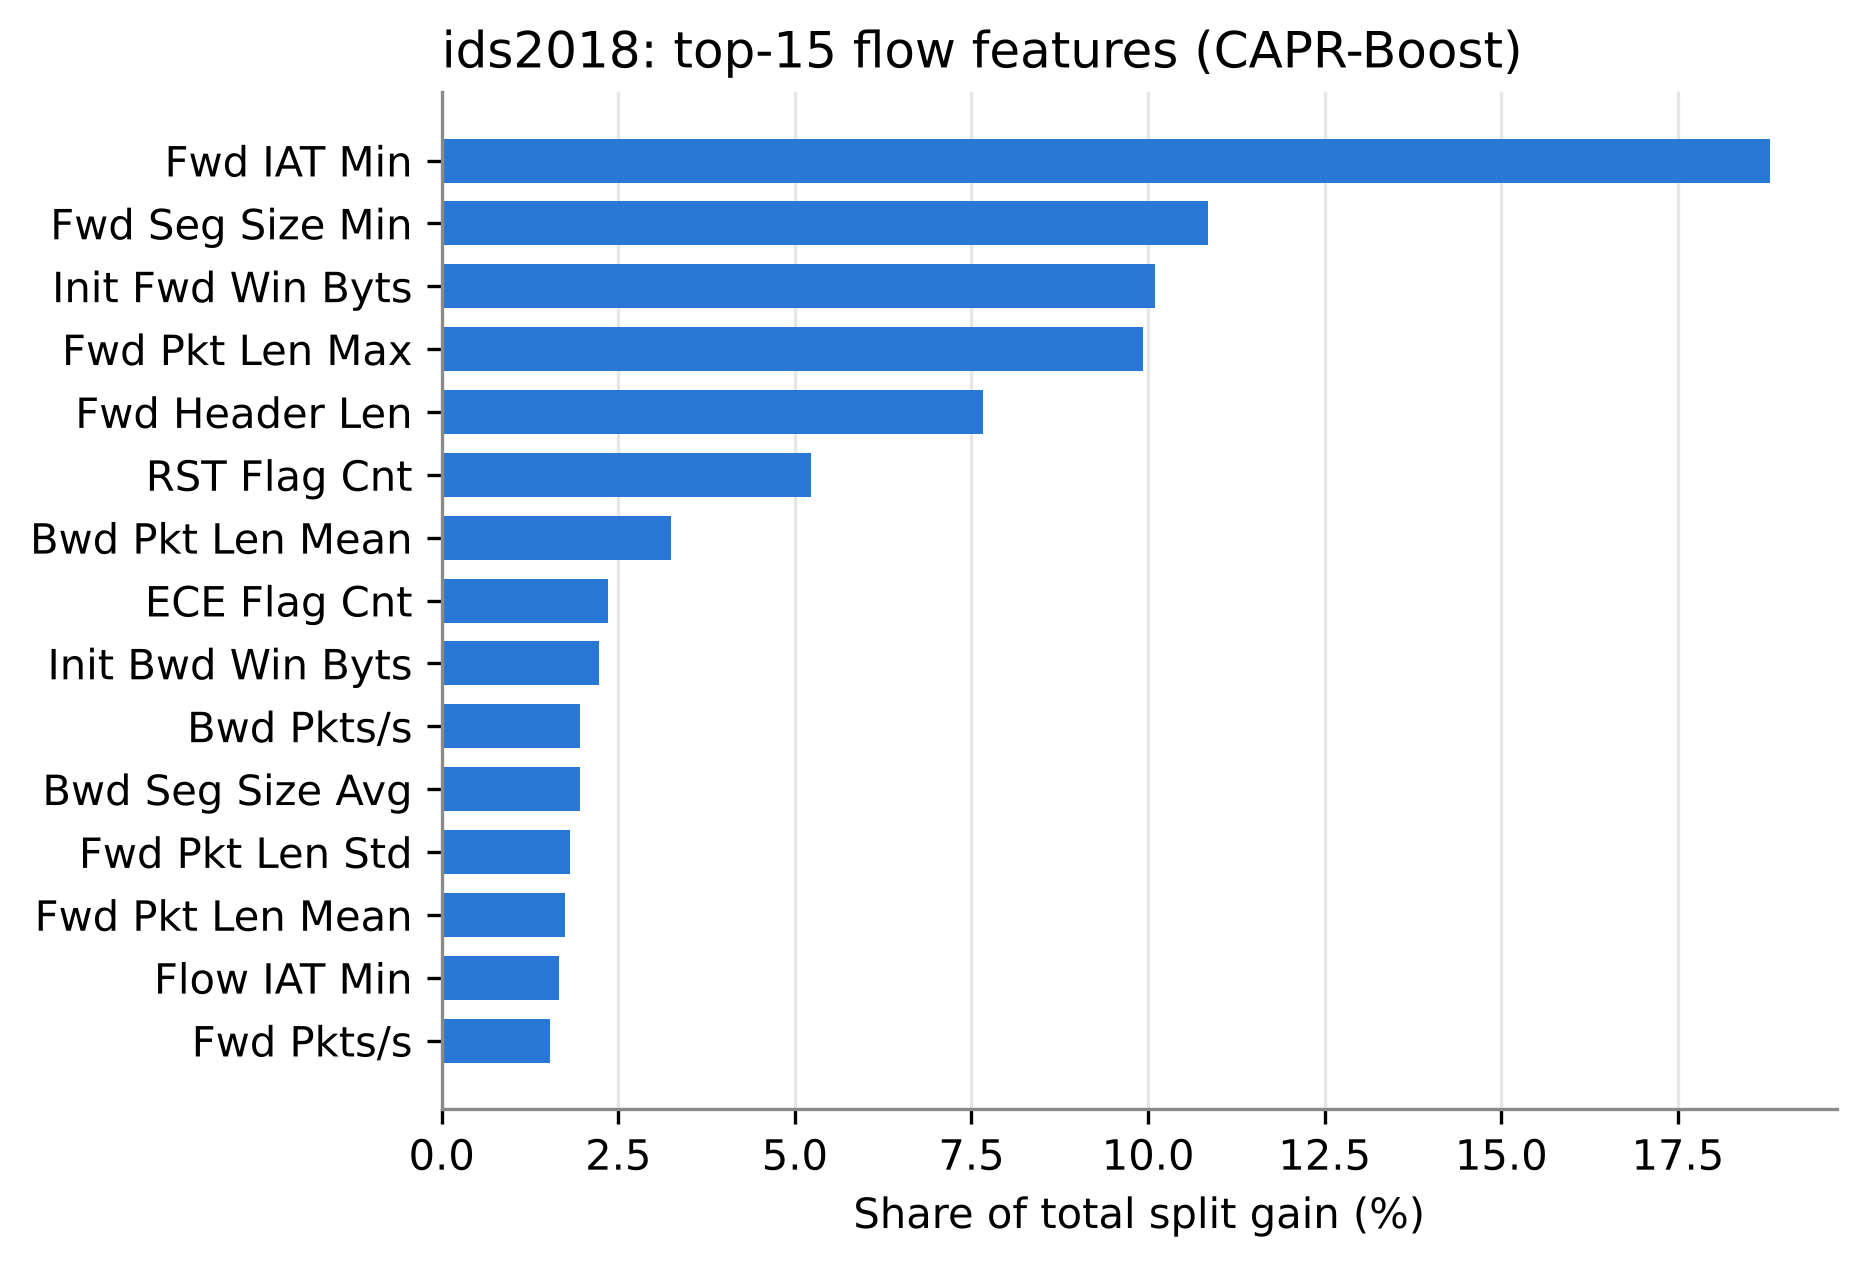 ids2018: top-15 flow features (CAPR-Boost)
Fwd IAT Min
Fwd Seg Size Min
Init Fwd Win Byts
Fwd Pkt Len Max
Fwd Header Len
RST Flag Cnt
Bwd Pkt Len Mean
ECE Flag Cnt
Init Bwd Win Byts
Bwd Pkts/s
Bwd Seg Size Avg
Fwd Pkt Len Std
Fwd Pkt Len Mean
Flow IAT Min
Fwd Pkts/s
0.0 2.5 5.0 7.5 10.0 12.5 15.0 17.5
Share of total split gain (%)